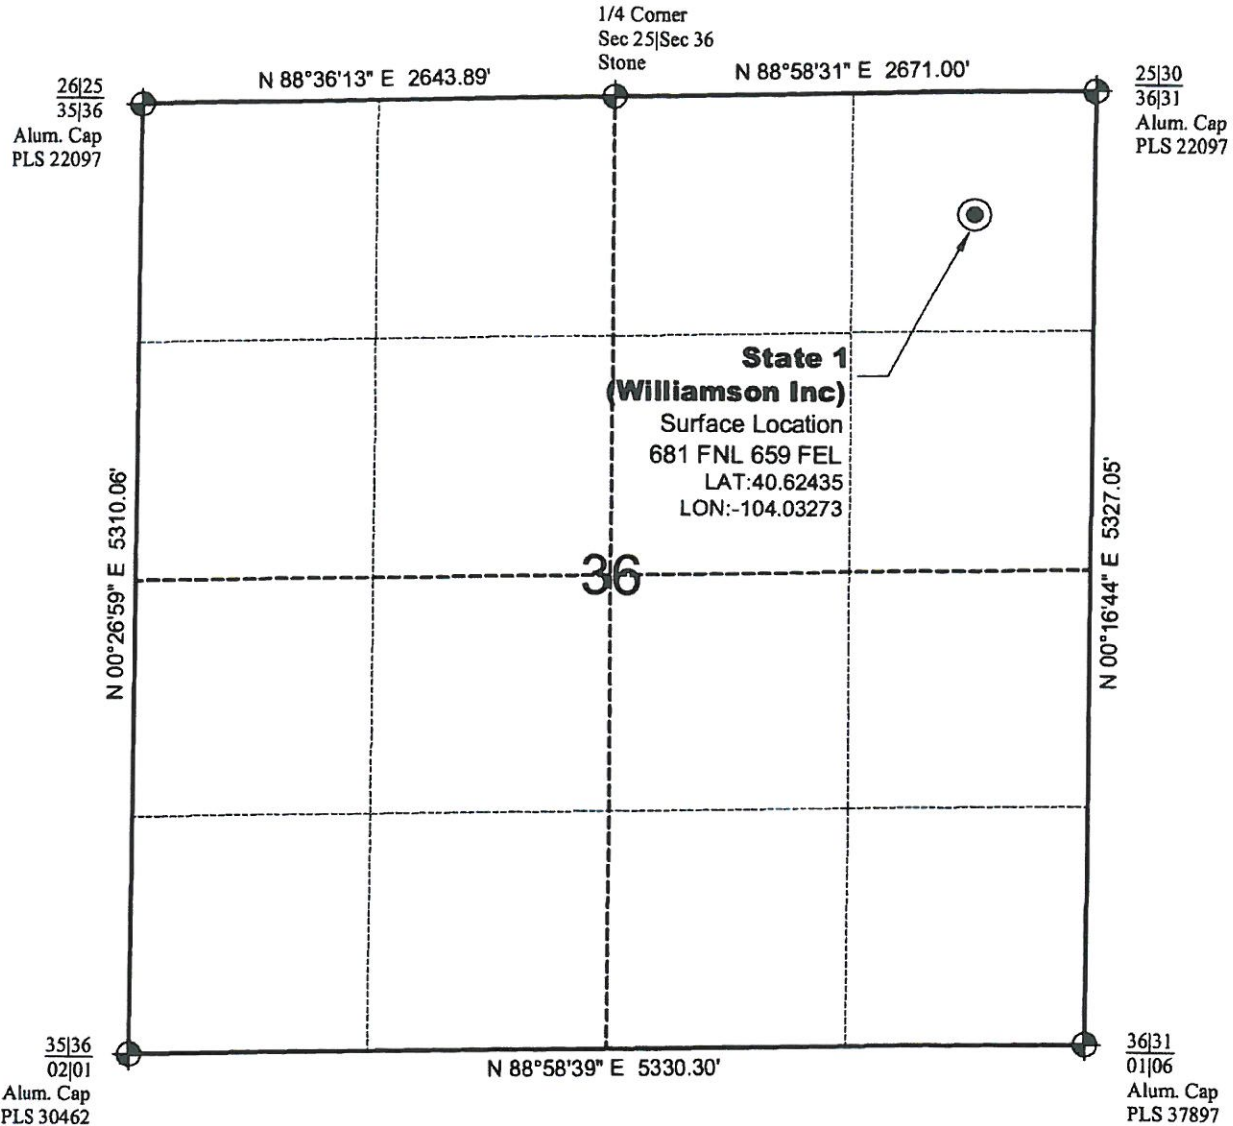 1/4 Corner
Sec 25|Sec 36
Stone
N 88°36'13" E 2643.89'
N 88°58'31" E 2671.00'
26|25
35|36
Alum. Cap
PLS 22097
25|30
36|31
Alum. Cap
PLS 22097
State 1
(Williamson Inc)
Surface Location
681 FNL 659 FEL
LAT:40.62435
LON:-104.03273
N 00°26'59" E 5310.06'
N 00°16'44" E 5327.05'
36
35|36
02|01
Alum. Cap
PLS 30462
N 88°58'39" E 5330.30'
36|31
01|06
Alum. Cap
PLS 37897